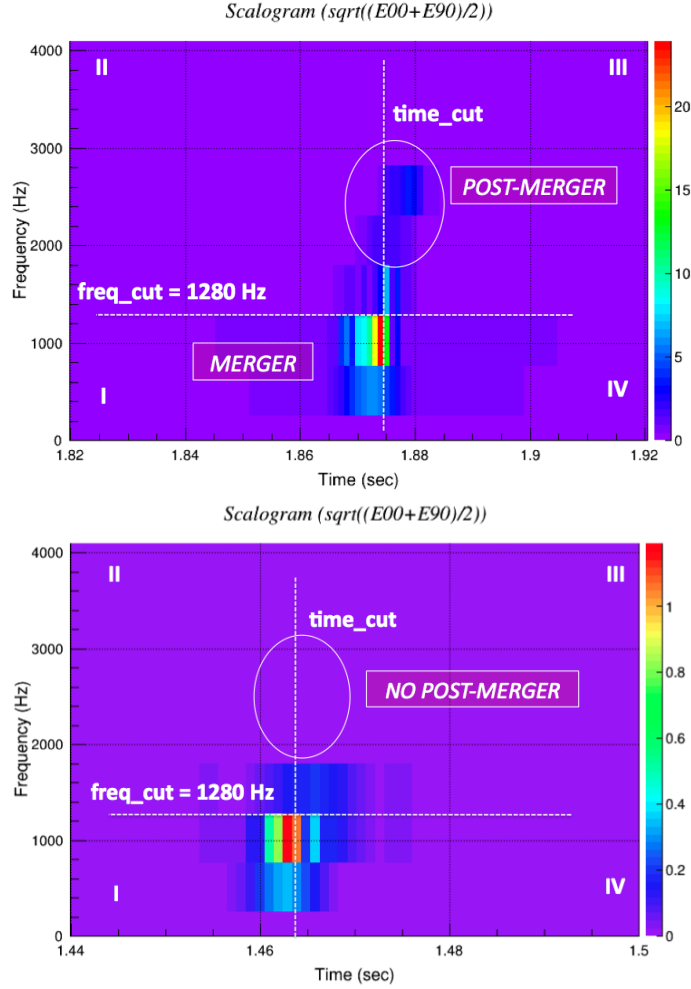 Scalogram (sqrt((E00+E90)/2))
4000
3000
2000
1000
0
Frequency (Hz)
II
III
time_cut
POST-MERGER
freq_cut = 1280 Hz
MERGER
I
IV
20
15
10
5
0
1.82
1.84
1.86
1.88
1.9
1.92
Time (sec)
Scalogram (sqrt((E00+E90)/2))
4000
3000
2000
1000
0
Frequency (Hz)
II
III
time_cut
NO POST-MERGER
freq_cut = 1280 Hz
I
IV
1
0.8
0.6
0.4
0.2
0
1.44
1.46
1.48
1.5
Time (sec)